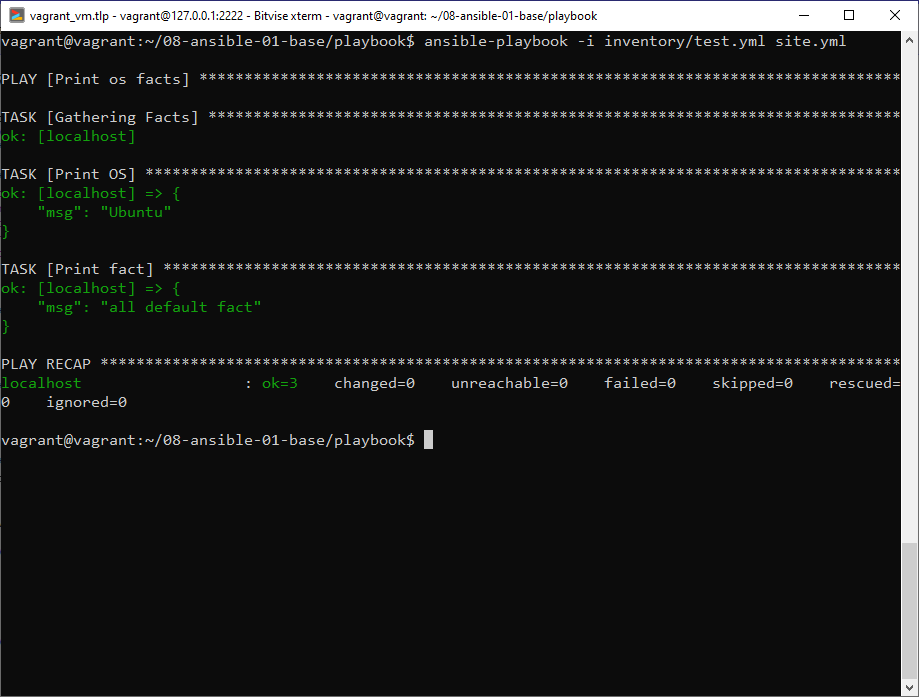 vagrant_vm.tlp - vagrant@127.0.0.1:2222 - Bitvise xterm - vagrant@vagrant: ~/08-ansible-01-base/playbook
vagrant@vagrant:~/08-ansible-01-base/playbook$ ansible-playbook -i inventory/test.yml site.yml
PLAY [Print os facts] ******************************************************************************
TASK [Gathering Facts] *****************************************************************************
ok: [localhost]
TASK [Print OS] ************************************************************************************
ok: [localhost] => {
    "msg": "Ubuntu"
}
TASK [Print fact] **********************************************************************************
ok: [localhost] => {
    "msg": "all default fact"
}
PLAY RECAP *****************************************************************************************
localhost                  : ok=3    changed=0    unreachable=0    failed=0    skipped=0    rescued=
0    ignored=0
vagrant@vagrant:~/08-ansible-01-base/playbook$